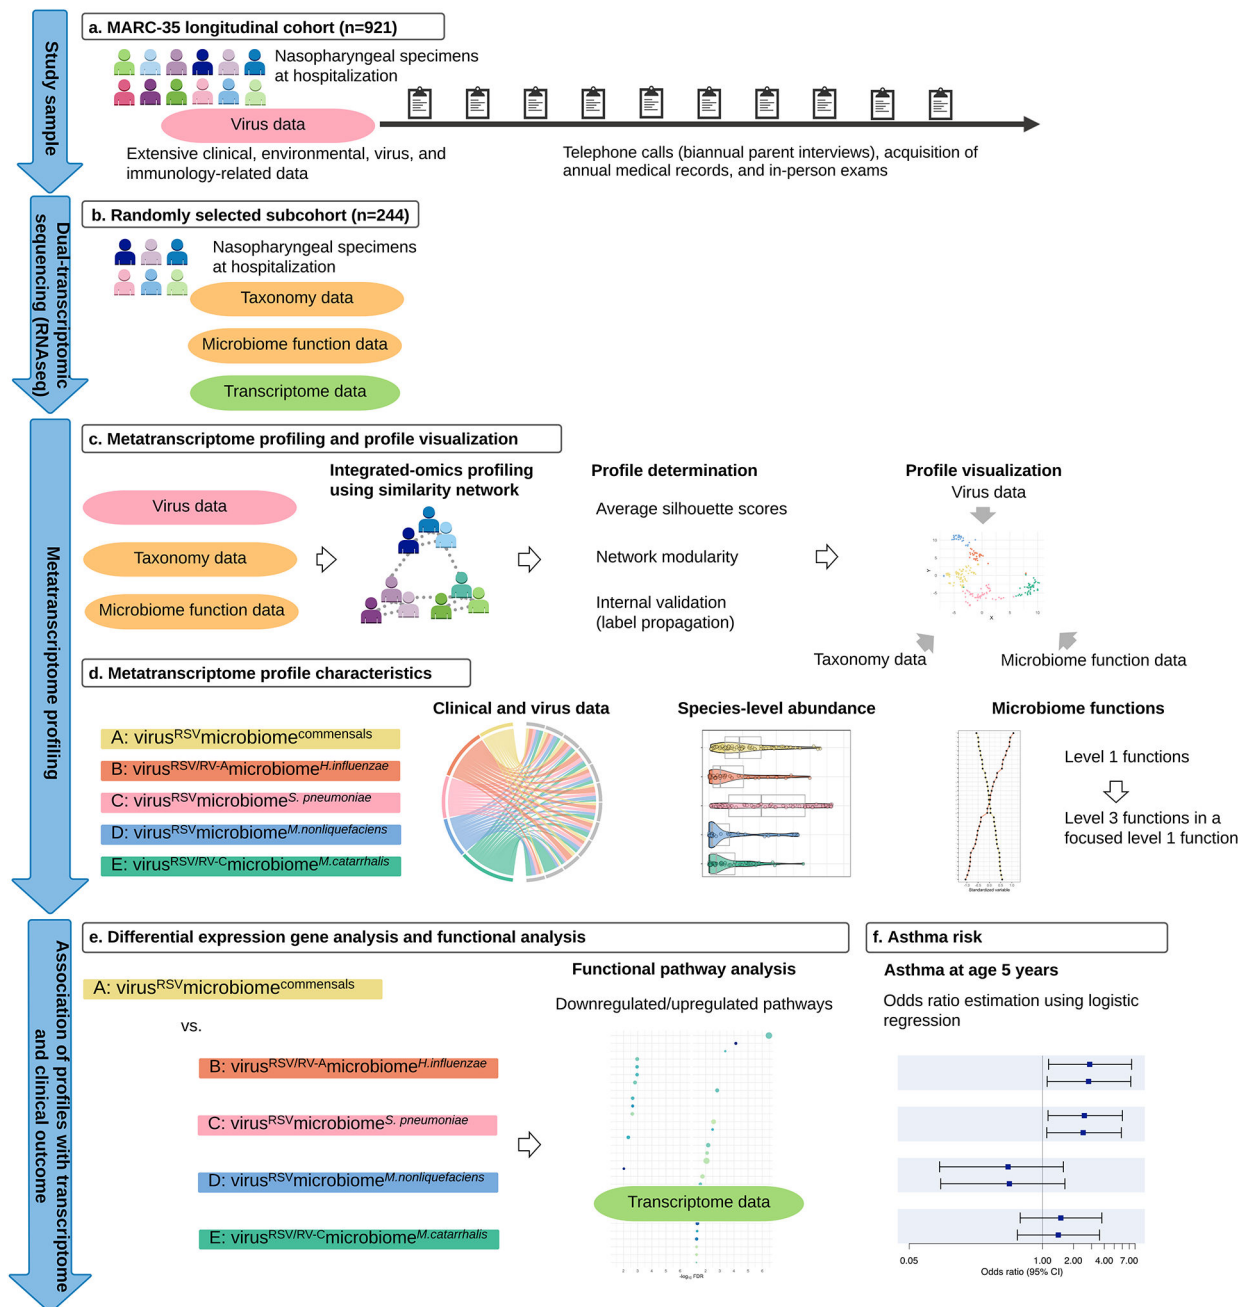 Study sample
a. MARC-35 longitudinal cohort (n=921)
Nasopharyngeal specimens
at hospitalization
Virus data
Extensive clinical, environmental, virus, and
immunology-related data
Telephone calls (biannual parent interviews), acquisition of
annual medical records, and in-person exams
Dual-transcriptomic
sequencing (RNAseq)
b. Randomly selected subcohort (n=244)
Nasopharyngeal specimens
at hospitalization
Taxonomy data
Microbiome function data
Transcriptome data
Metatranscriptome profiling
c. Metatranscriptome profiling and profile visualization
Virus data
Taxonomy data
Microbiome function data
Integrated-omics profiling
using similarity network
Profile determination
Average silhouette scores
Network modularity
Internal validation
(label propagation)
Profile visualization
Virus data
Y
X
Taxonomy data
Microbiome function data
d. Metatranscriptome profile characteristics
A: virusRSVmicrobiomecommensals
B: virusRSV/RV-AmicrobiomeH.influenzae
C: virusRSVmicrobiomeS. pneumoniae
D: virusRSVmicrobiomeM.nonliquefaciens
E: virusRSV/RV-CmicrobiomeM.catarrhalis
Clinical and virus data
Species-level abundance
Microbiome functions
Standardized variable
Level 1 functions
Level 3 functions in a
focused level 1 function
Association of profiles with transcriptome
and clinical outcome
e. Differential expression gene analysis and functional analysis
A: virusRSVmicrobiomecommensals
vs.
B: virusRSV/RV-AmicrobiomeH.influenzae
C: virusRSVmicrobiomeS. pneumoniae
D: virusRSVmicrobiomeM.nonliquefaciens
E: virusRSV/RV-CmicrobiomeM.catarrhalis
Functional pathway analysis
Downregulated/upregulated pathways
Transcriptome data
-log10 FDR
f. Asthma risk
Asthma at age 5 years
Odds ratio estimation using logistic
regression
0.05 1.00 2.00 4.00 7.00
Odds ratio (95% CI)